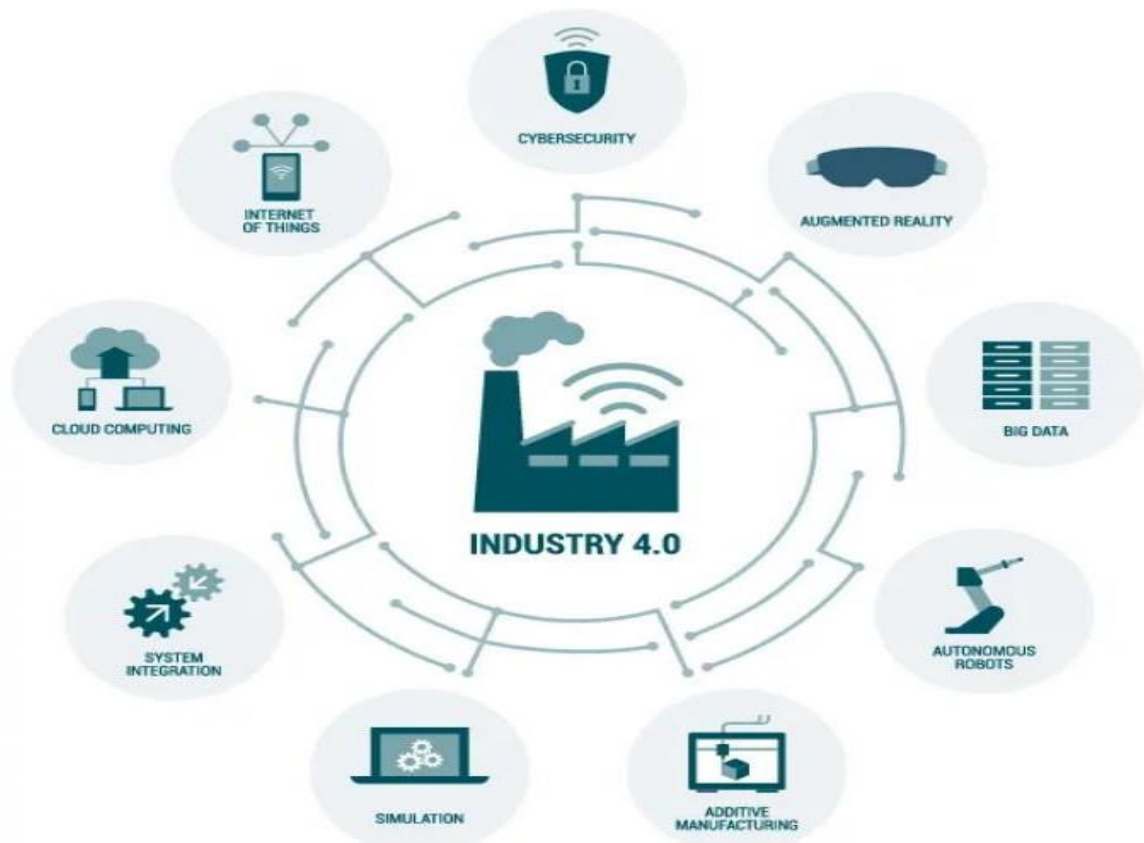 CYBERSECURITY
INTERNET
OF THINGS
AUGMENTED REALITY
CLOUD COMPUTING
BIG DATA
INDUSTRY 4.0
SYSTEM
INTEGRATION
AUTONOMOUS
ROBOTS
SIMULATION
ADDITIVE
MANUFACTURING